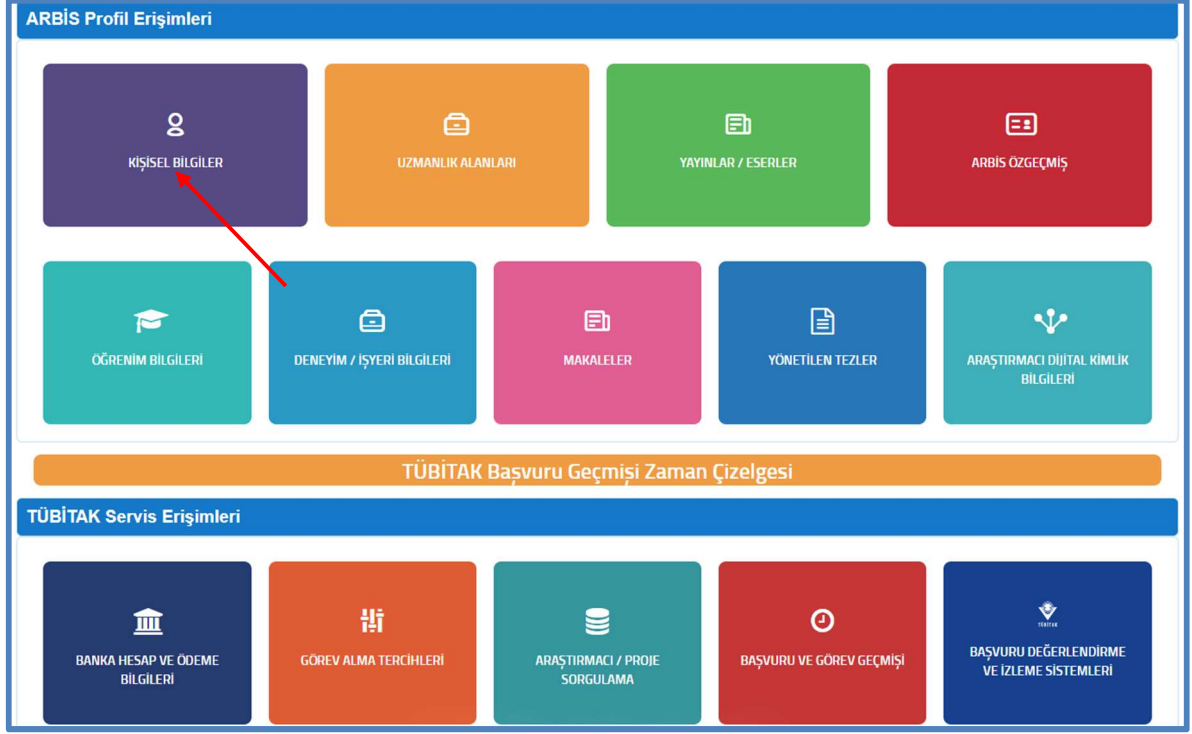 ARBİS Profil Erişimleri
KİŞİSEL BİLGİLER
UZMANLIK ALANLARI
YAYINLAR / ESERLER
ARBİS ÖZGEÇMİŞ
ÖĞRENİM BİLGİLERİ
DENEYİM / İŞYERİ BİLGİLERİ
MAKALELER
YÖNETİLEN TEZLER
ARAŞTIRMACI DİJİTAL KİMLİK
BİLGİLERİ
TÜBİTAK Başvuru Geçmişi Zaman Çizelgesi
TÜBİTAK Servis Erişimleri
BANKA HESAP VE ÖDEME
BİLGİLERİ
GÖREV ALMA TERCİHLERİ
ARAŞTIRMACI / PROJE
SORGULAMA
BAŞVURU VE GÖREV GEÇMİŞİ
TÜBİTAK
BAŞVURU DEĞERLENDİRME
VE İZLEME SİSTEMLERİ